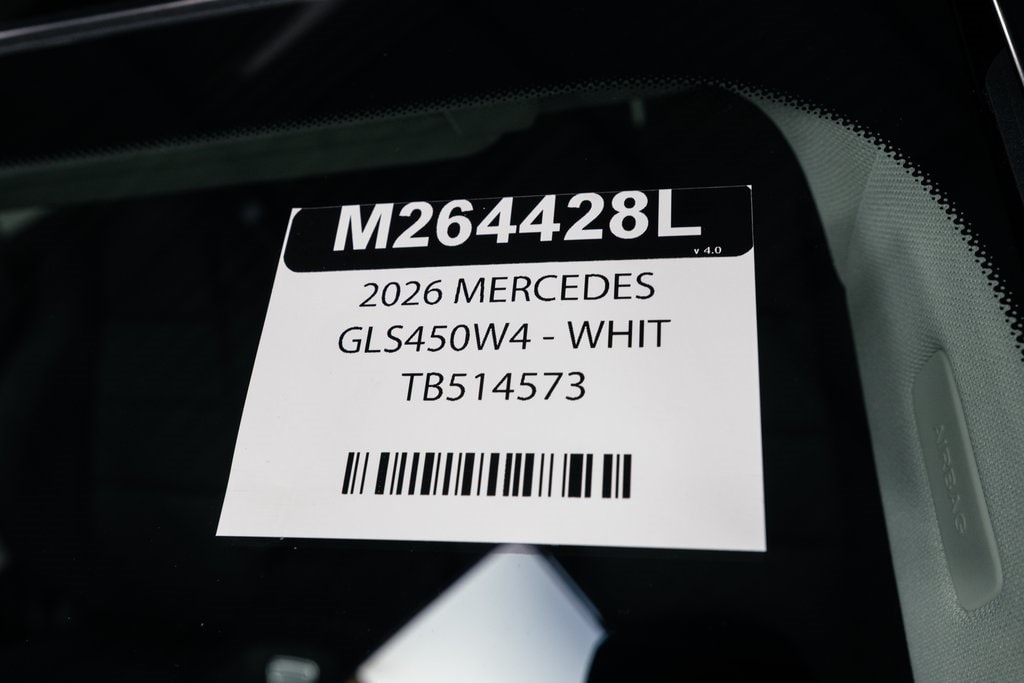 M264428L
v 4.0
2026 MERCEDES
GLS450W4 - WHIT
TB514573
AIRBAG